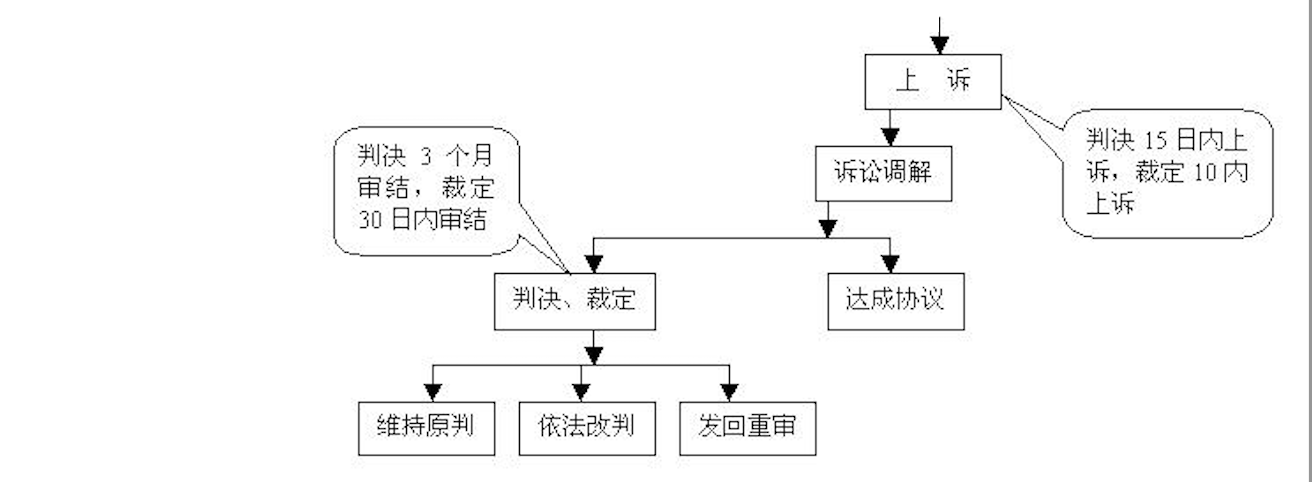 上 诉
判决 15 日内上
诉，裁定 10 内
上诉
诉讼调解
判决 3 个月
审结，裁定
30 日内审结
判决、裁定
达成协议
维持原判
依法改判
发回重审